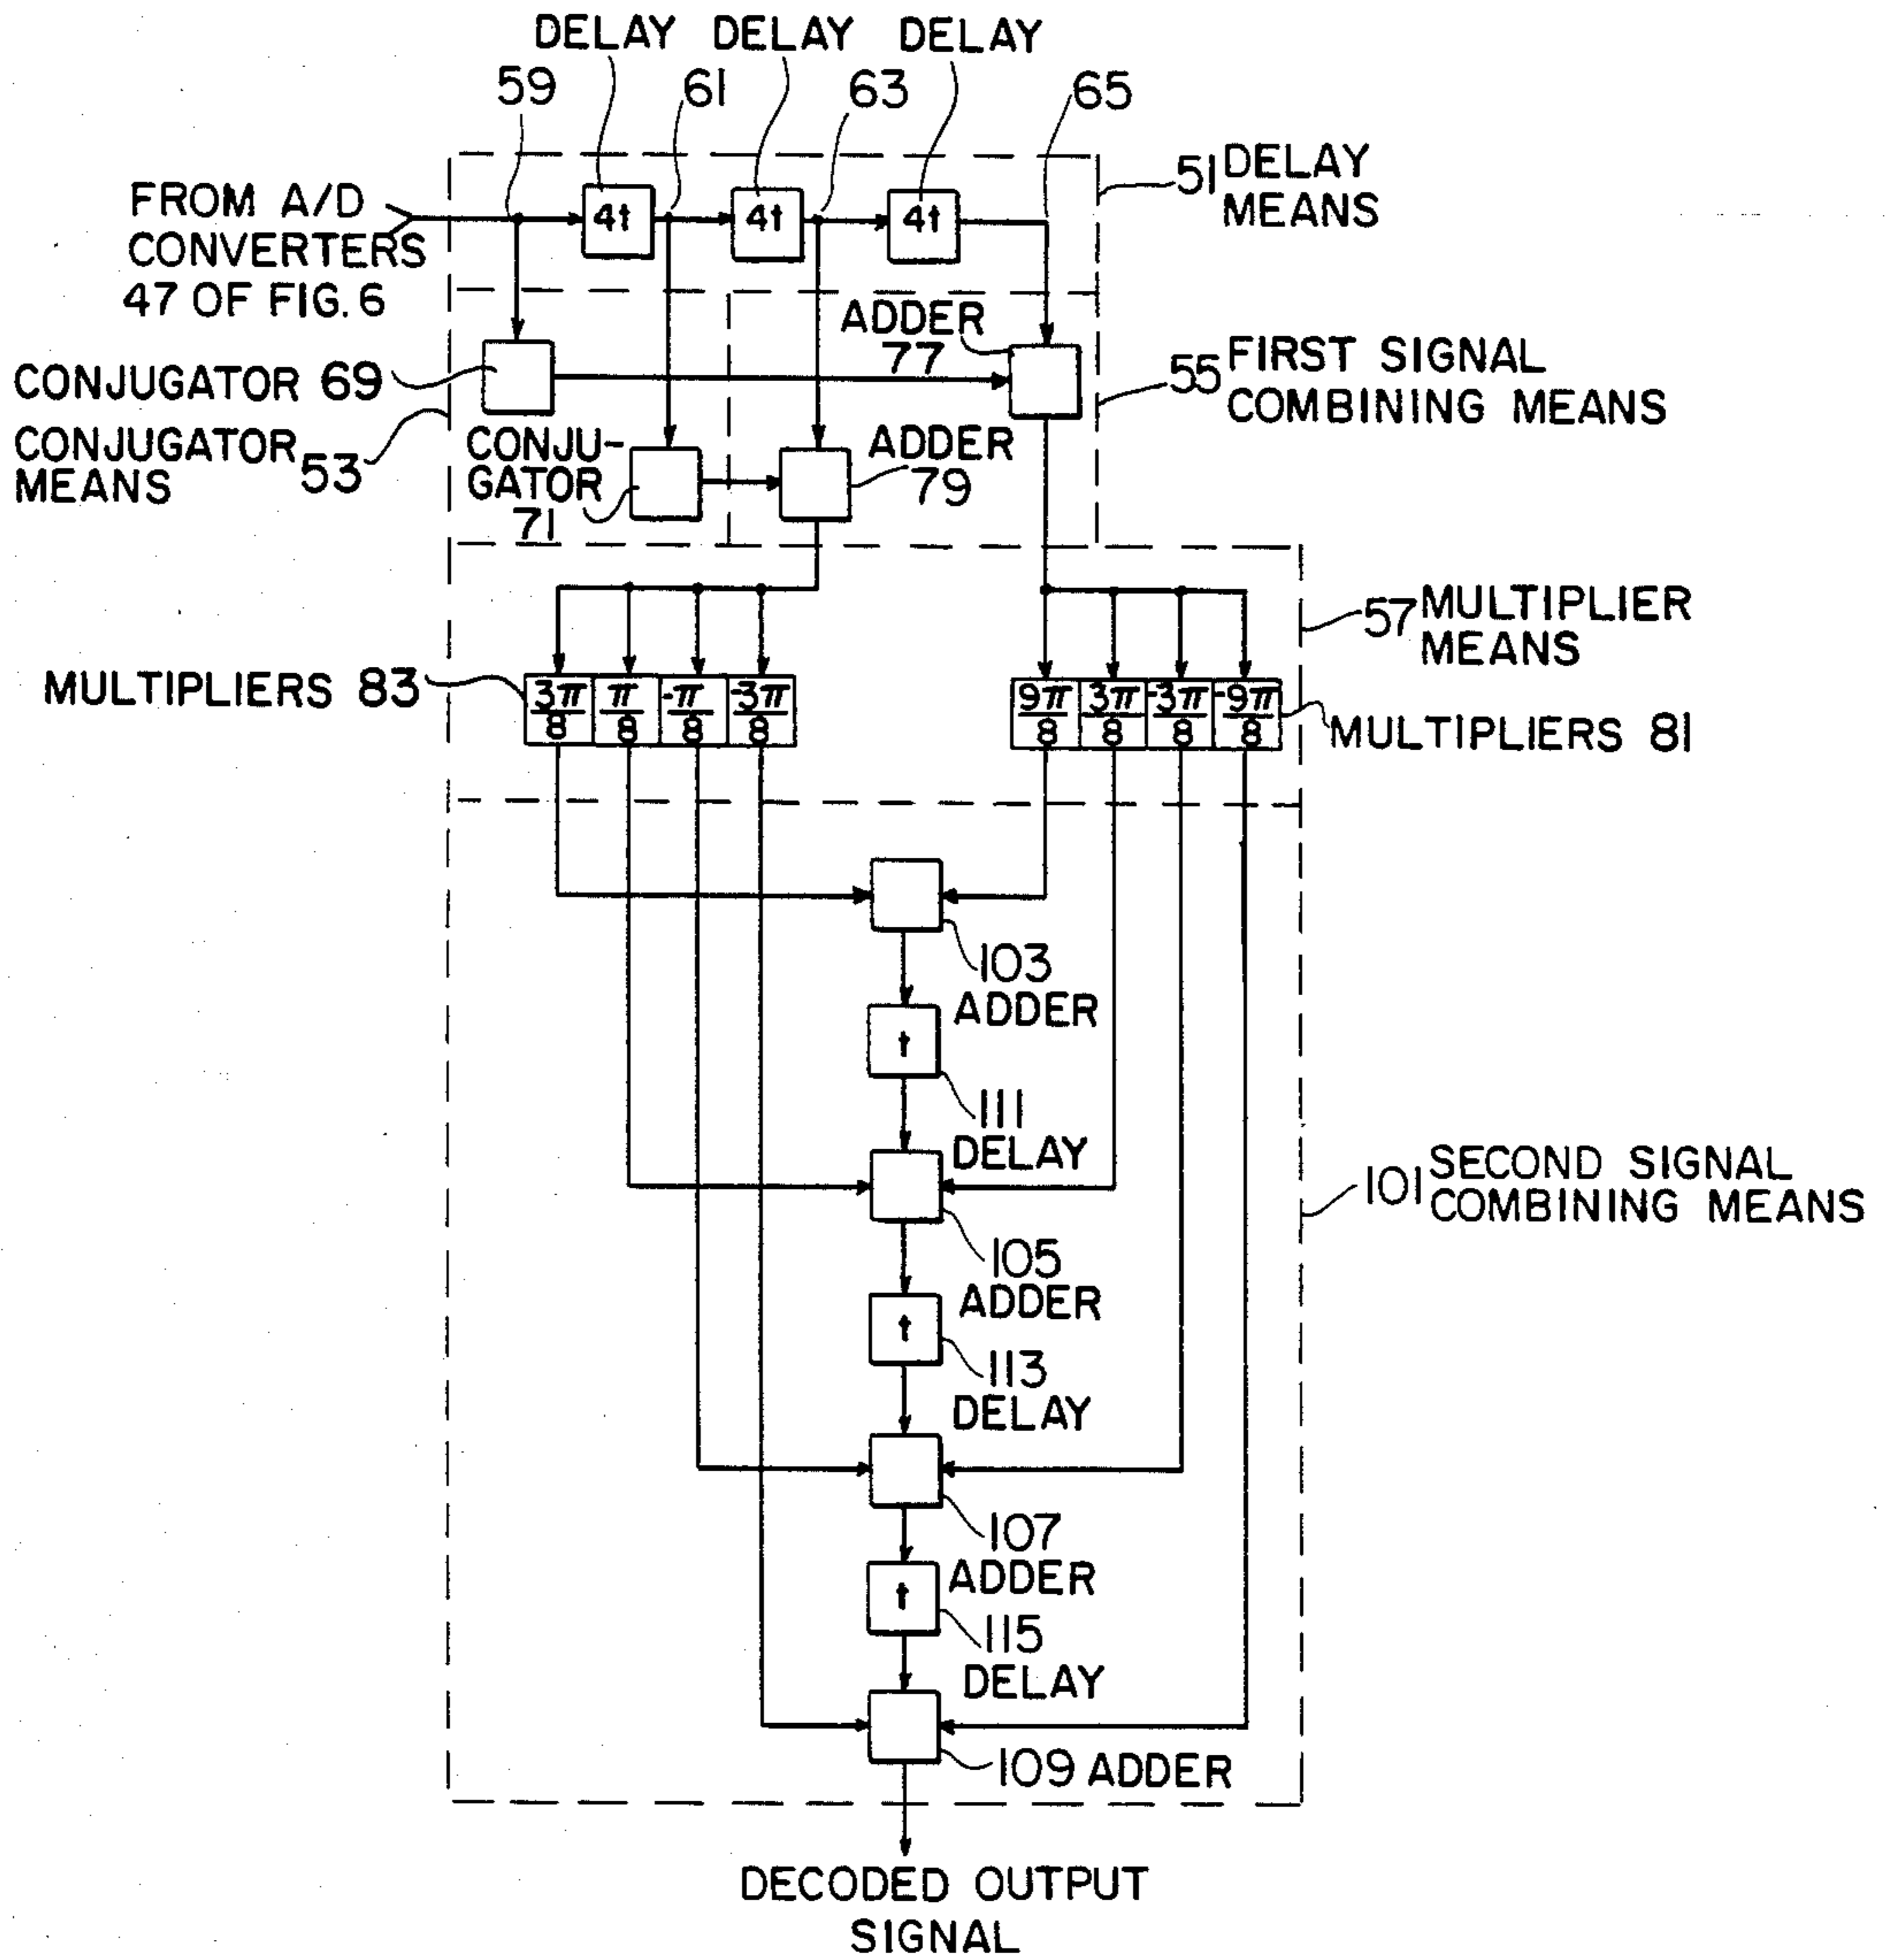 DELAY DELAY DELAY
59 61 63 65
4t 4t 4t
51 DELAY
MEANS
FROM A/D
CONVERTERS
47 OF FIG. 6
ADDER
77
55 FIRST SIGNAL
COMBINING MEANS
CONJUGATOR 69
CONJUGATOR
MEANS 53
CONJU-
GATOR
71
ADDER
79
57 MULTIPLIER
MEANS
MULTIPLIERS 83
3π/8 π/8 -π/8 -3π/8
9π/8 3π/8 -3π/8 -9π/8
MULTIPLIERS 81
103
ADDER
t
111
DELAY
101 SECOND SIGNAL
COMBINING MEANS
105
ADDER
t
113
DELAY
107
ADDER
t
115
DELAY
109 ADDER
DECODED OUTPUT
SIGNAL